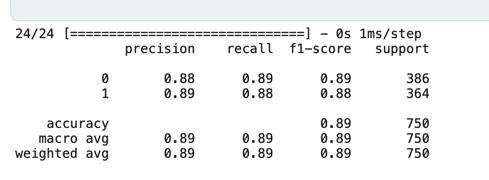 24/24 [==============================] - 0s 1ms/step
              precision    recall  f1-score   support

           0       0.88      0.89      0.89       386
           1       0.89      0.88      0.88       364

    accuracy                           0.89       750
   macro avg       0.89      0.89      0.89       750
weighted avg       0.89      0.89      0.89       750